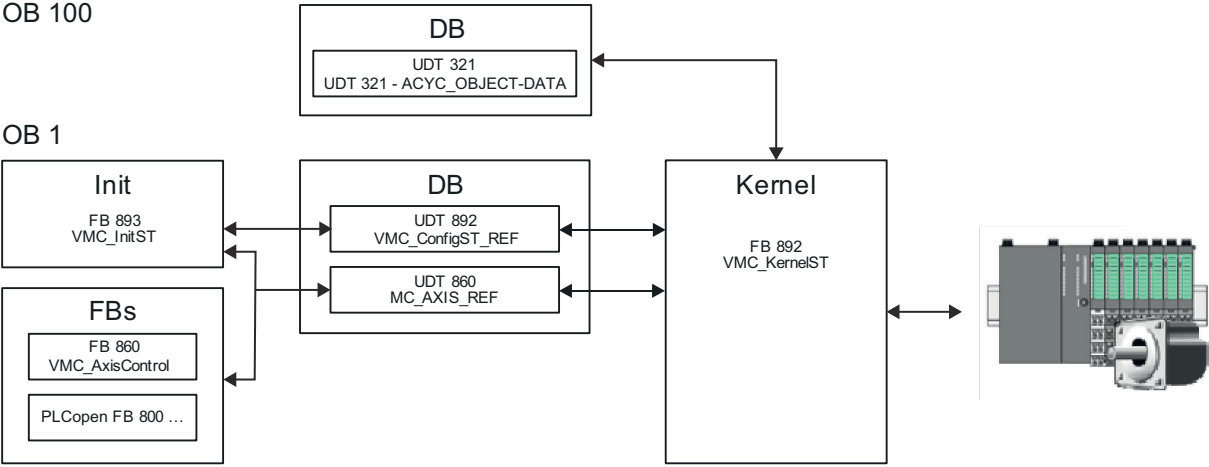 OB 100
DB
UDT 321
UDT 321 - ACYC_OBJECT-DATA
OB 1
Init
FB 893
VMC_InitST
DB
UDT 892
VMC_ConfigST_REF
UDT 860
MC_AXIS_REF
Kernel
FB 892
VMC_KernelST
FBs
FB 860
VMC_AxisControl
PLCopen FB 800 ...